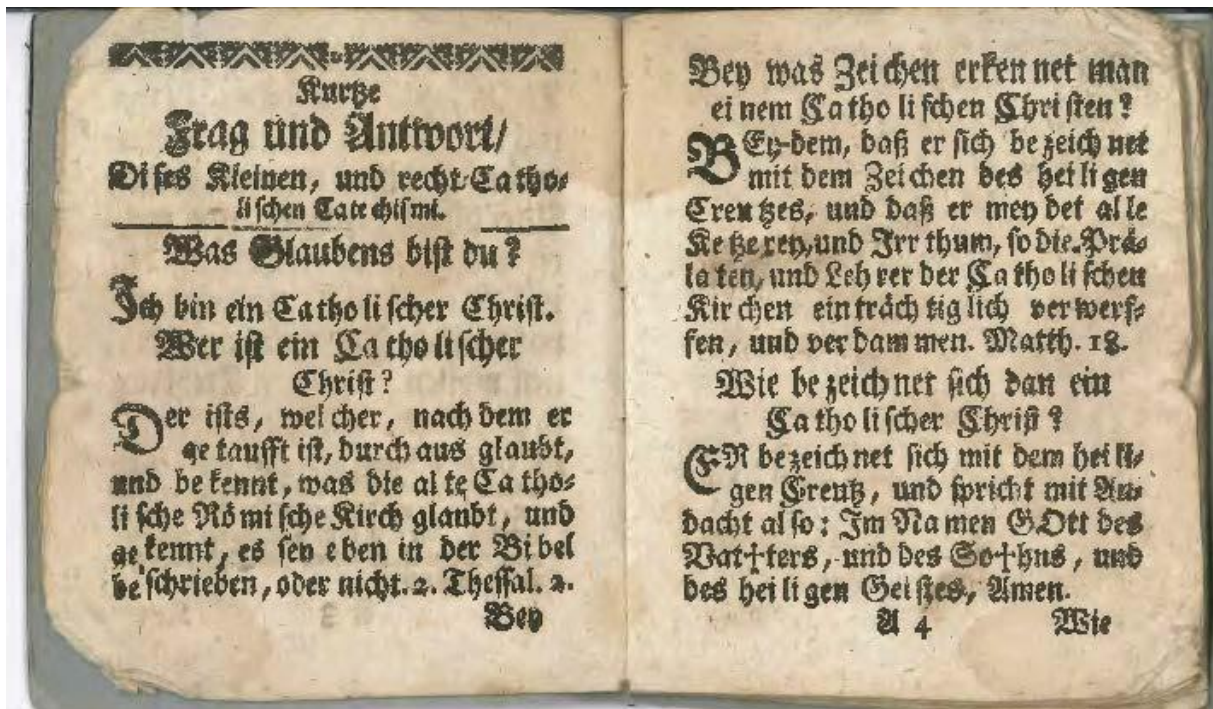 Kurtze
Frag und Antwort/
Dises Kleinen, und recht Ca tho⸗
li schen Cate chismi.
Was Glaubens bist du?
Ich bin ein Ca tho li scher Christ.
Wer ist ein Ca tho li scher
Christ?
Der ists, wel cher, nach dem er
ge taufft ist, durch aus glaubt,
und be kennt, was die al te Ca tho⸗
li sche Rö mi sche Kirch glaubt, und
ge kennt, es sey e ben in der Bi bel
be schrieben, oder nicht. 2. Thessal. 2.
Bey
Bey was Zei chen erken net man
ei nem Ca tho li schen Chri sten?
BEy dem, daß er sich be zeich net
mit dem Zei chen des hei li gen
Creu tzes, und daß er mey det al le
Ke tze rey, und Irr thum, so die Prä⸗
la ten, und Leh rer der Ca tho li schen
Kir chen ein träch tig lich ver werf⸗
fen, und ver dam men. Matth. 18.
Wie be zeich net sich dan ein
Ca tho li scher Christ?
ER be zeich net sich mit dem hei li⸗
gen Creutz, und spricht mit An⸗
dacht al so: Im Na men GOtt des
Vat†ters, und des So†hns, und
des hei li gen Gei stes, Amen.
A 4 Wie